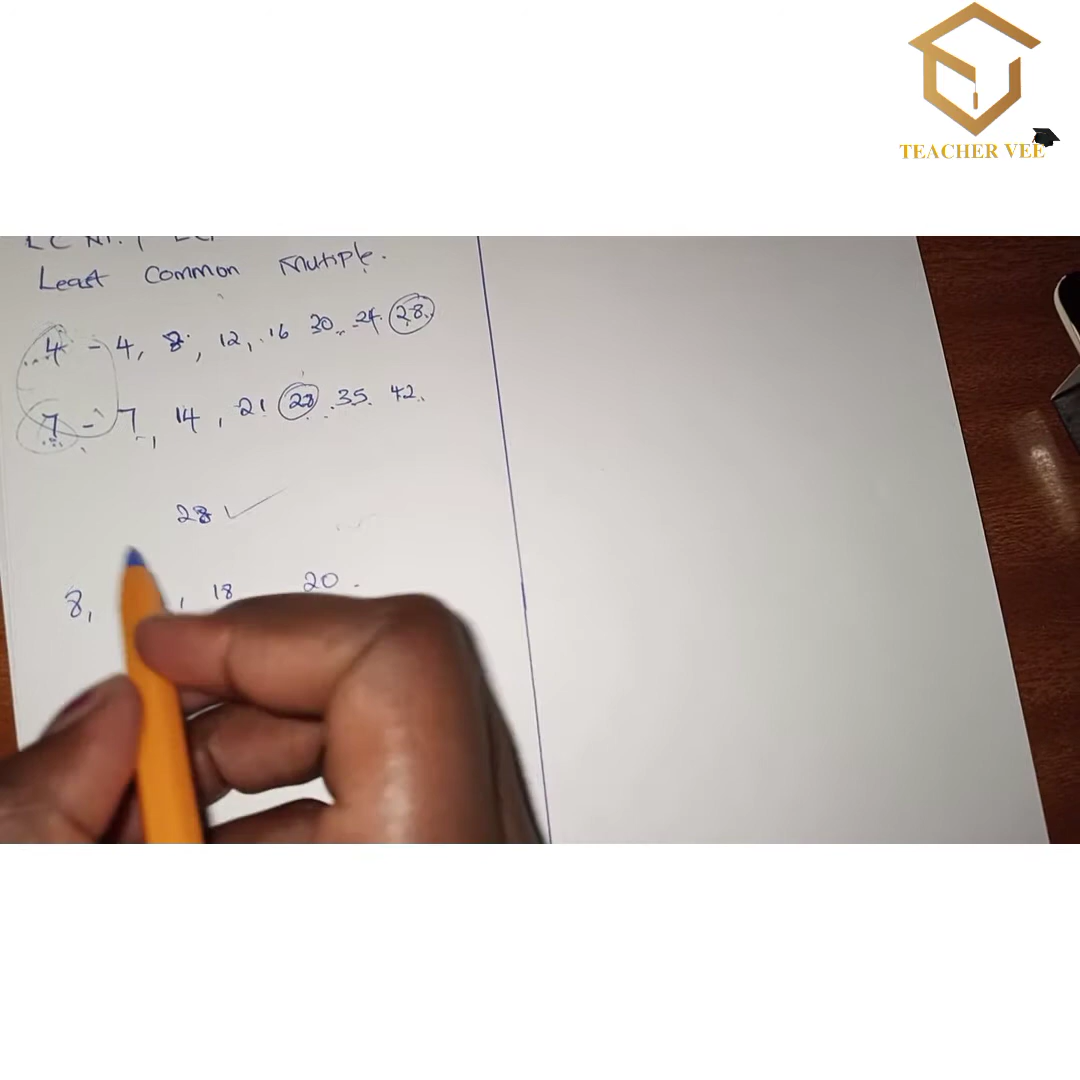 TEACHER VEE
Least Common Mutiple.
4 - 4, 8, 12, 16 20 24 28
7 - 7, 14, 21 28 35 42
28 ✓
8, , 18 20